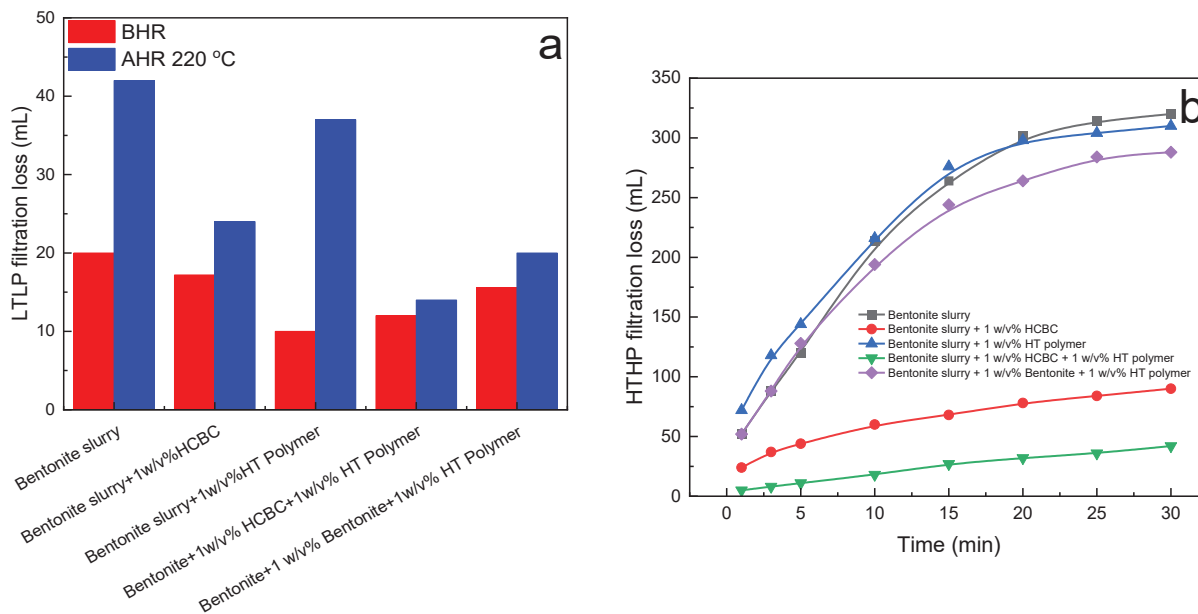 a
BHR
AHR 220 °C
LTLP filtration loss (mL)
50
40
30
20
10
0
Bentonite slurry
Bentonite slurry+1w/v%HCBC
Bentonite slurry+1w/v%HT Polymer
Bentonite+1w/v% HCBC+1w/v% HT Polymer
Bentonite+1 w/v% Bentonite+1w/v% HT Polymer
b
HTHP filtration loss (mL)
350
300
250
200
150
100
50
0
Bentonite slurry
Bentonite slurry + 1 w/v% HCBC
Bentonite slurry + 1 w/v% HT polymer
Bentonite slurry + 1 w/v% HCBC + 1 w/v% HT polymer
Bentonite slurry + 1 w/v% Bentonite + 1 w/v% HT polymer
0 5 10 15 20 25 30
Time (min)